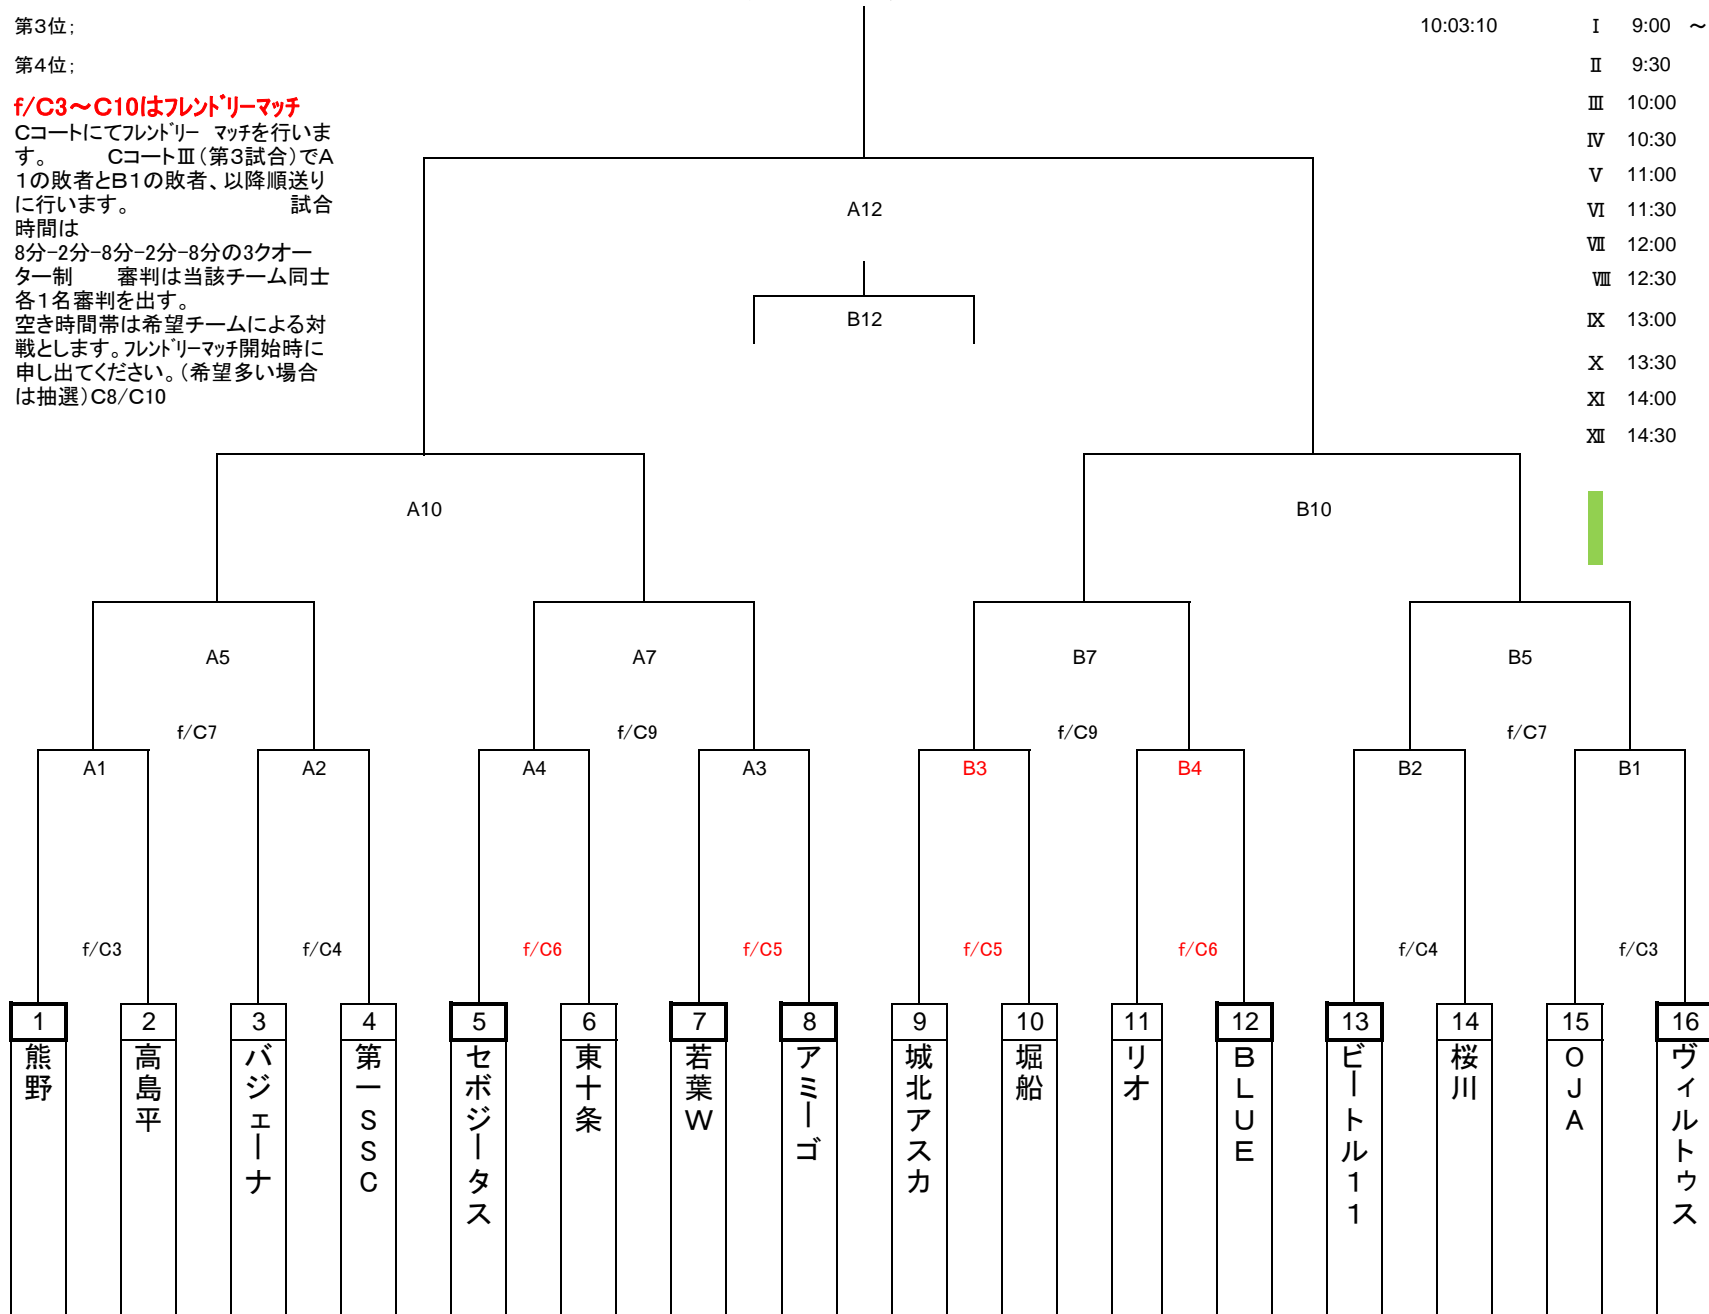 第3位;
第4位;
f/C3～C10はフレンドリーマッチ
Cコートにてフレンドリー マッチを行いま
す。 CコートⅢ(第3試合)でA
1の敗者とB1の敗者、以降順送り
に行います。 試合
時間は
8分-2分-8分-2分-8分の3クオー
ター制 審判は当該チーム同士
各1名審判を出す。
空き時間帯は希望チームによる対
戦とします。フレンドリーマッチ開始時に
申し出てください。(希望多い場合
は抽選)C8/C10
10:03:10
Ⅰ 9:00 ～
Ⅱ 9:30
Ⅲ 10:00
Ⅳ 10:30
Ⅴ 11:00
Ⅵ 11:30
Ⅶ 12:00
Ⅷ 12:30
Ⅸ 13:00
Ⅹ 13:30
Ⅺ 14:00
Ⅻ 14:30
A12
B12
A10 B10
A5 A7 B7 B5
f/C7 f/C9 f/C9 f/C7
A1 A2 A4 A3 B3 B4 B2 B1
f/C3 f/C4 f/C6 f/C5 f/C5 f/C6 f/C4 f/C3
1 2 3 4 5 6 7 8 9 10 11 12 13 14 15 16
熊野
高島平
バジェーナ
第一SSC
セボジータス
東十条
若葉W
アミーゴ
城北アスカ
堀船
リオ
BLUE
ビートル11
桜川
OJA
ヴィルトゥス